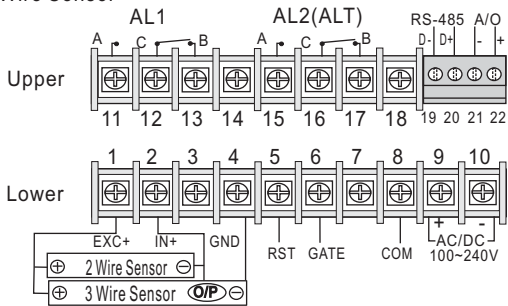 Wire Sensor
AL1 AL2(ALT) RS-485 A/O
A C B A C B D- D+ - +
Upper
11 12 13 14 15 16 17 18 19 20 21 22
1 2 3 4 5 6 7 8 9 10
Lower
EXC+ IN+ GND RST GATE COM + AC/DC -
100~240V
⊕ 2 Wire Sensor ⊖
⊕ 3 Wire Sensor O/P ⊖